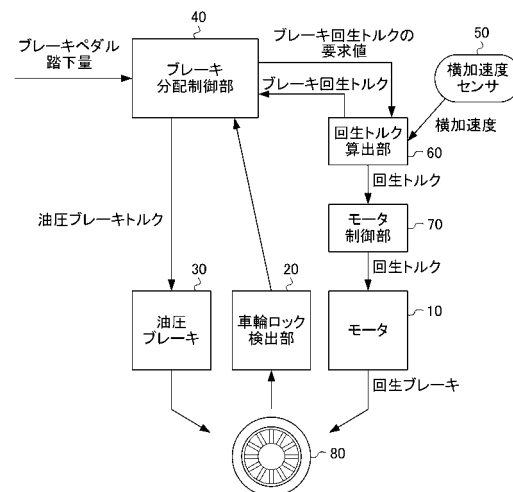 40
ブレーキペダル
踏下量
ブレーキ
分配制御部
ブレーキ回生トルクの
要求値
ブレーキ回生トルク
50
横加速度
センサ
横加速度
回生トルク
算出部
60
回生トルク
油圧ブレーキトルク
モータ
制御部
70
回生トルク
30
油圧
ブレーキ
20
車輪ロック
検出部
モータ
10
回生ブレーキ
80